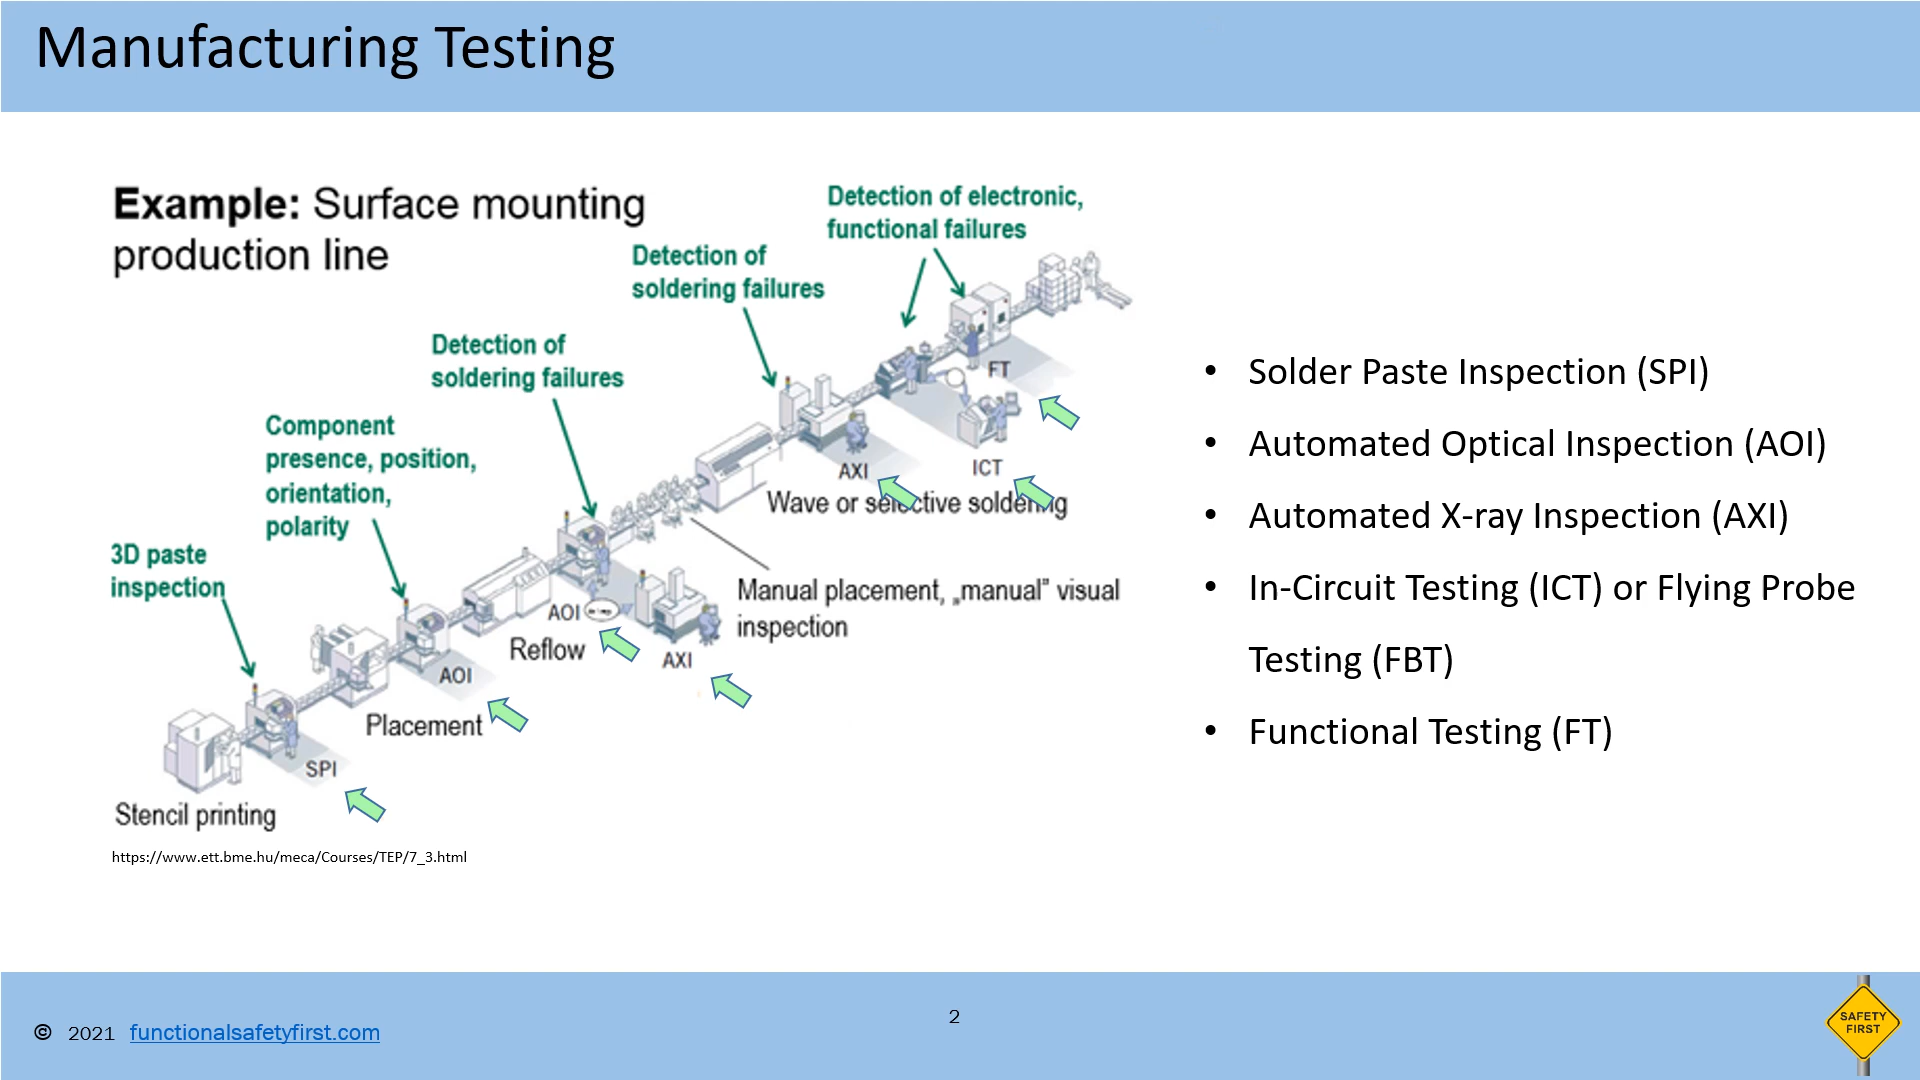 Manufacturing Testing
Example: Surface mounting
production line
Detection of electronic,
functional failures
Detection of
soldering failures
Detection of
soldering failures
Component
presence, position,
orientation,
polarity
3D paste
inspection
FT
ICT
AXI
Wave or selective soldering
Manual placement, „manual” visual
inspection
AOI
Reflow
AXI
AOI
Placement
SPI
Stencil printing
https://www.ett.bme.hu/meca/Courses/TEP/7_3.html
• Solder Paste Inspection (SPI)
• Automated Optical Inspection (AOI)
• Automated X-ray Inspection (AXI)
• In-Circuit Testing (ICT) or Flying Probe
Testing (FBT)
• Functional Testing (FT)
© 2021 functionalsafetyfirst.com
2
SAFETY
FIRST